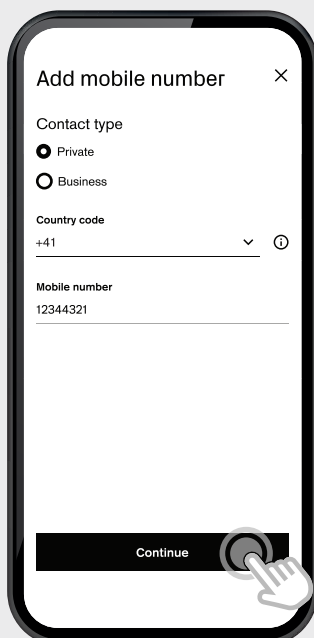 Add mobile number
Contact type
Private
Business
Country code
+41
Mobile number
12344321
Continue